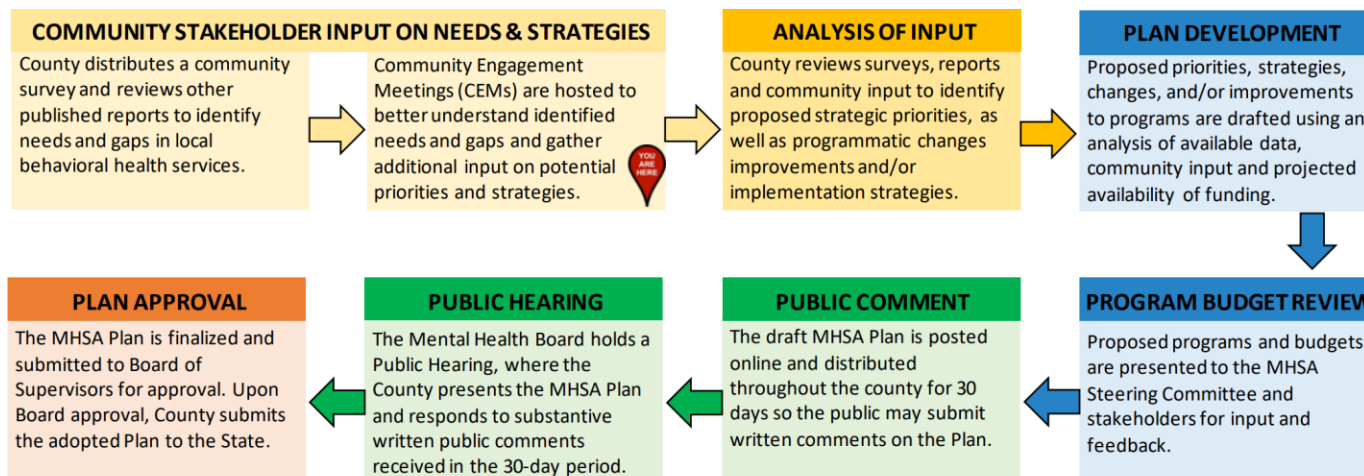 COMMUNITY STAKEHOLDER INPUT ON NEEDS & STRATEGIES
County distributes a community
survey and reviews other
published reports to identify
needs and gaps in local
behavioral health services.
Community Engagement
Meetings (CEMs) are hosted to
better understand identified
needs and gaps and gather
additional input on potential
priorities and strategies.
YOU
ARE
HERE
ANALYSIS OF INPUT
County reviews surveys, reports
and community input to identify
proposed strategic priorities, as
well as programmatic changes
improvements and/or
implementation strategies.
PLAN DEVELOPMENT
Proposed priorities, strategies,
changes, and/or improvements
to programs are drafted using an
analysis of available data,
community input and projected
availability of funding.
PROGRAM BUDGET REVIEW
Proposed programs and budgets
are presented to the MHSA
Steering Committee and
stakeholders for input and
feedback.
PUBLIC COMMENT
The draft MHSA Plan is posted
online and distributed
throughout the county for 30
days so the public may submit
written comments on the Plan.
PUBLIC HEARING
The Mental Health Board holds a
Public Hearing, where the
County presents the MHSA Plan
and responds to substantive
written public comments
received in the 30-day period.
PLAN APPROVAL
The MHSA Plan is finalized and
submitted to Board of
Supervisors for approval. Upon
Board approval, County submits
the adopted Plan to the State.